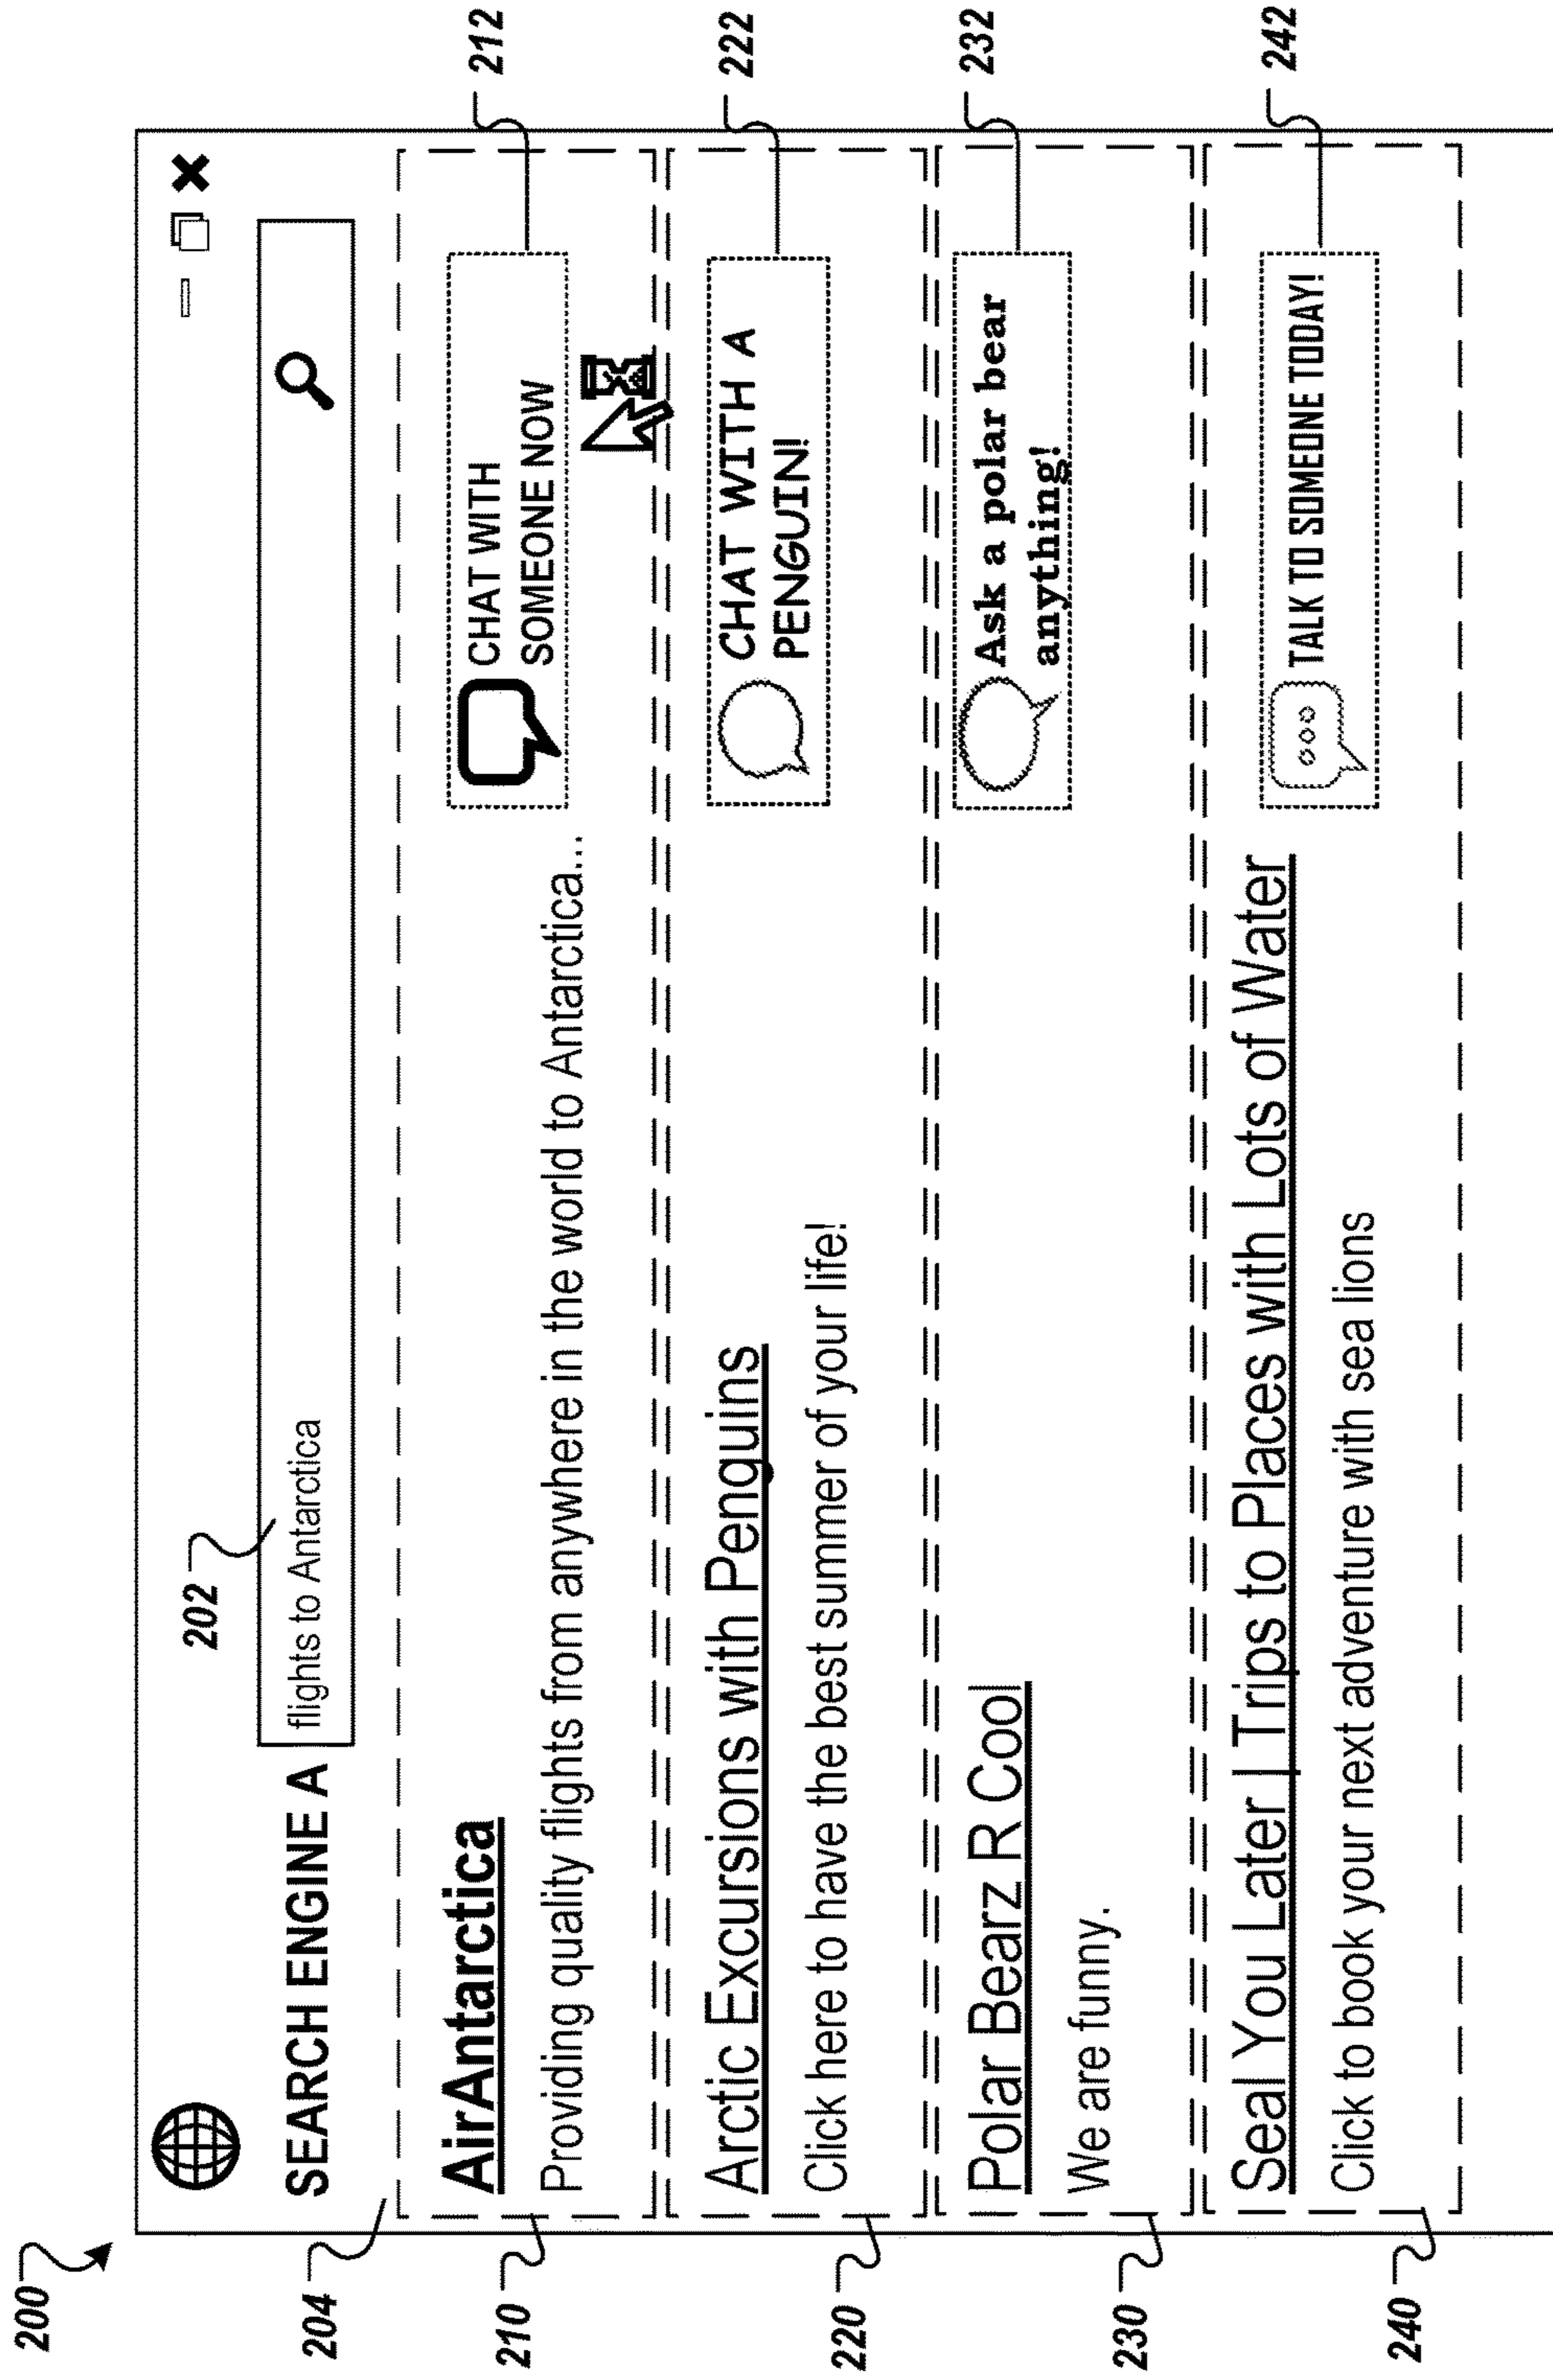 200
202
SEARCH ENGINE A
flights to Antarctica
204
210
AirAntarctica
Providing quality flights from anywhere in the world to Antarctica...
CHAT WITH
SOMEONE NOW
212
220
Arctic Excursions with Penguins
Click here to have the best summer of your life!
CHAT WITH A
PENGUIN!
222
230
Polar Bearz R Cool
We are funny.
Ask a polar bear
anything!
232
240
Seal You Later | Trips to Places with Lots of Water
Click to book your next adventure with sea lions
TALK TO SOMEONE TODAY!
242